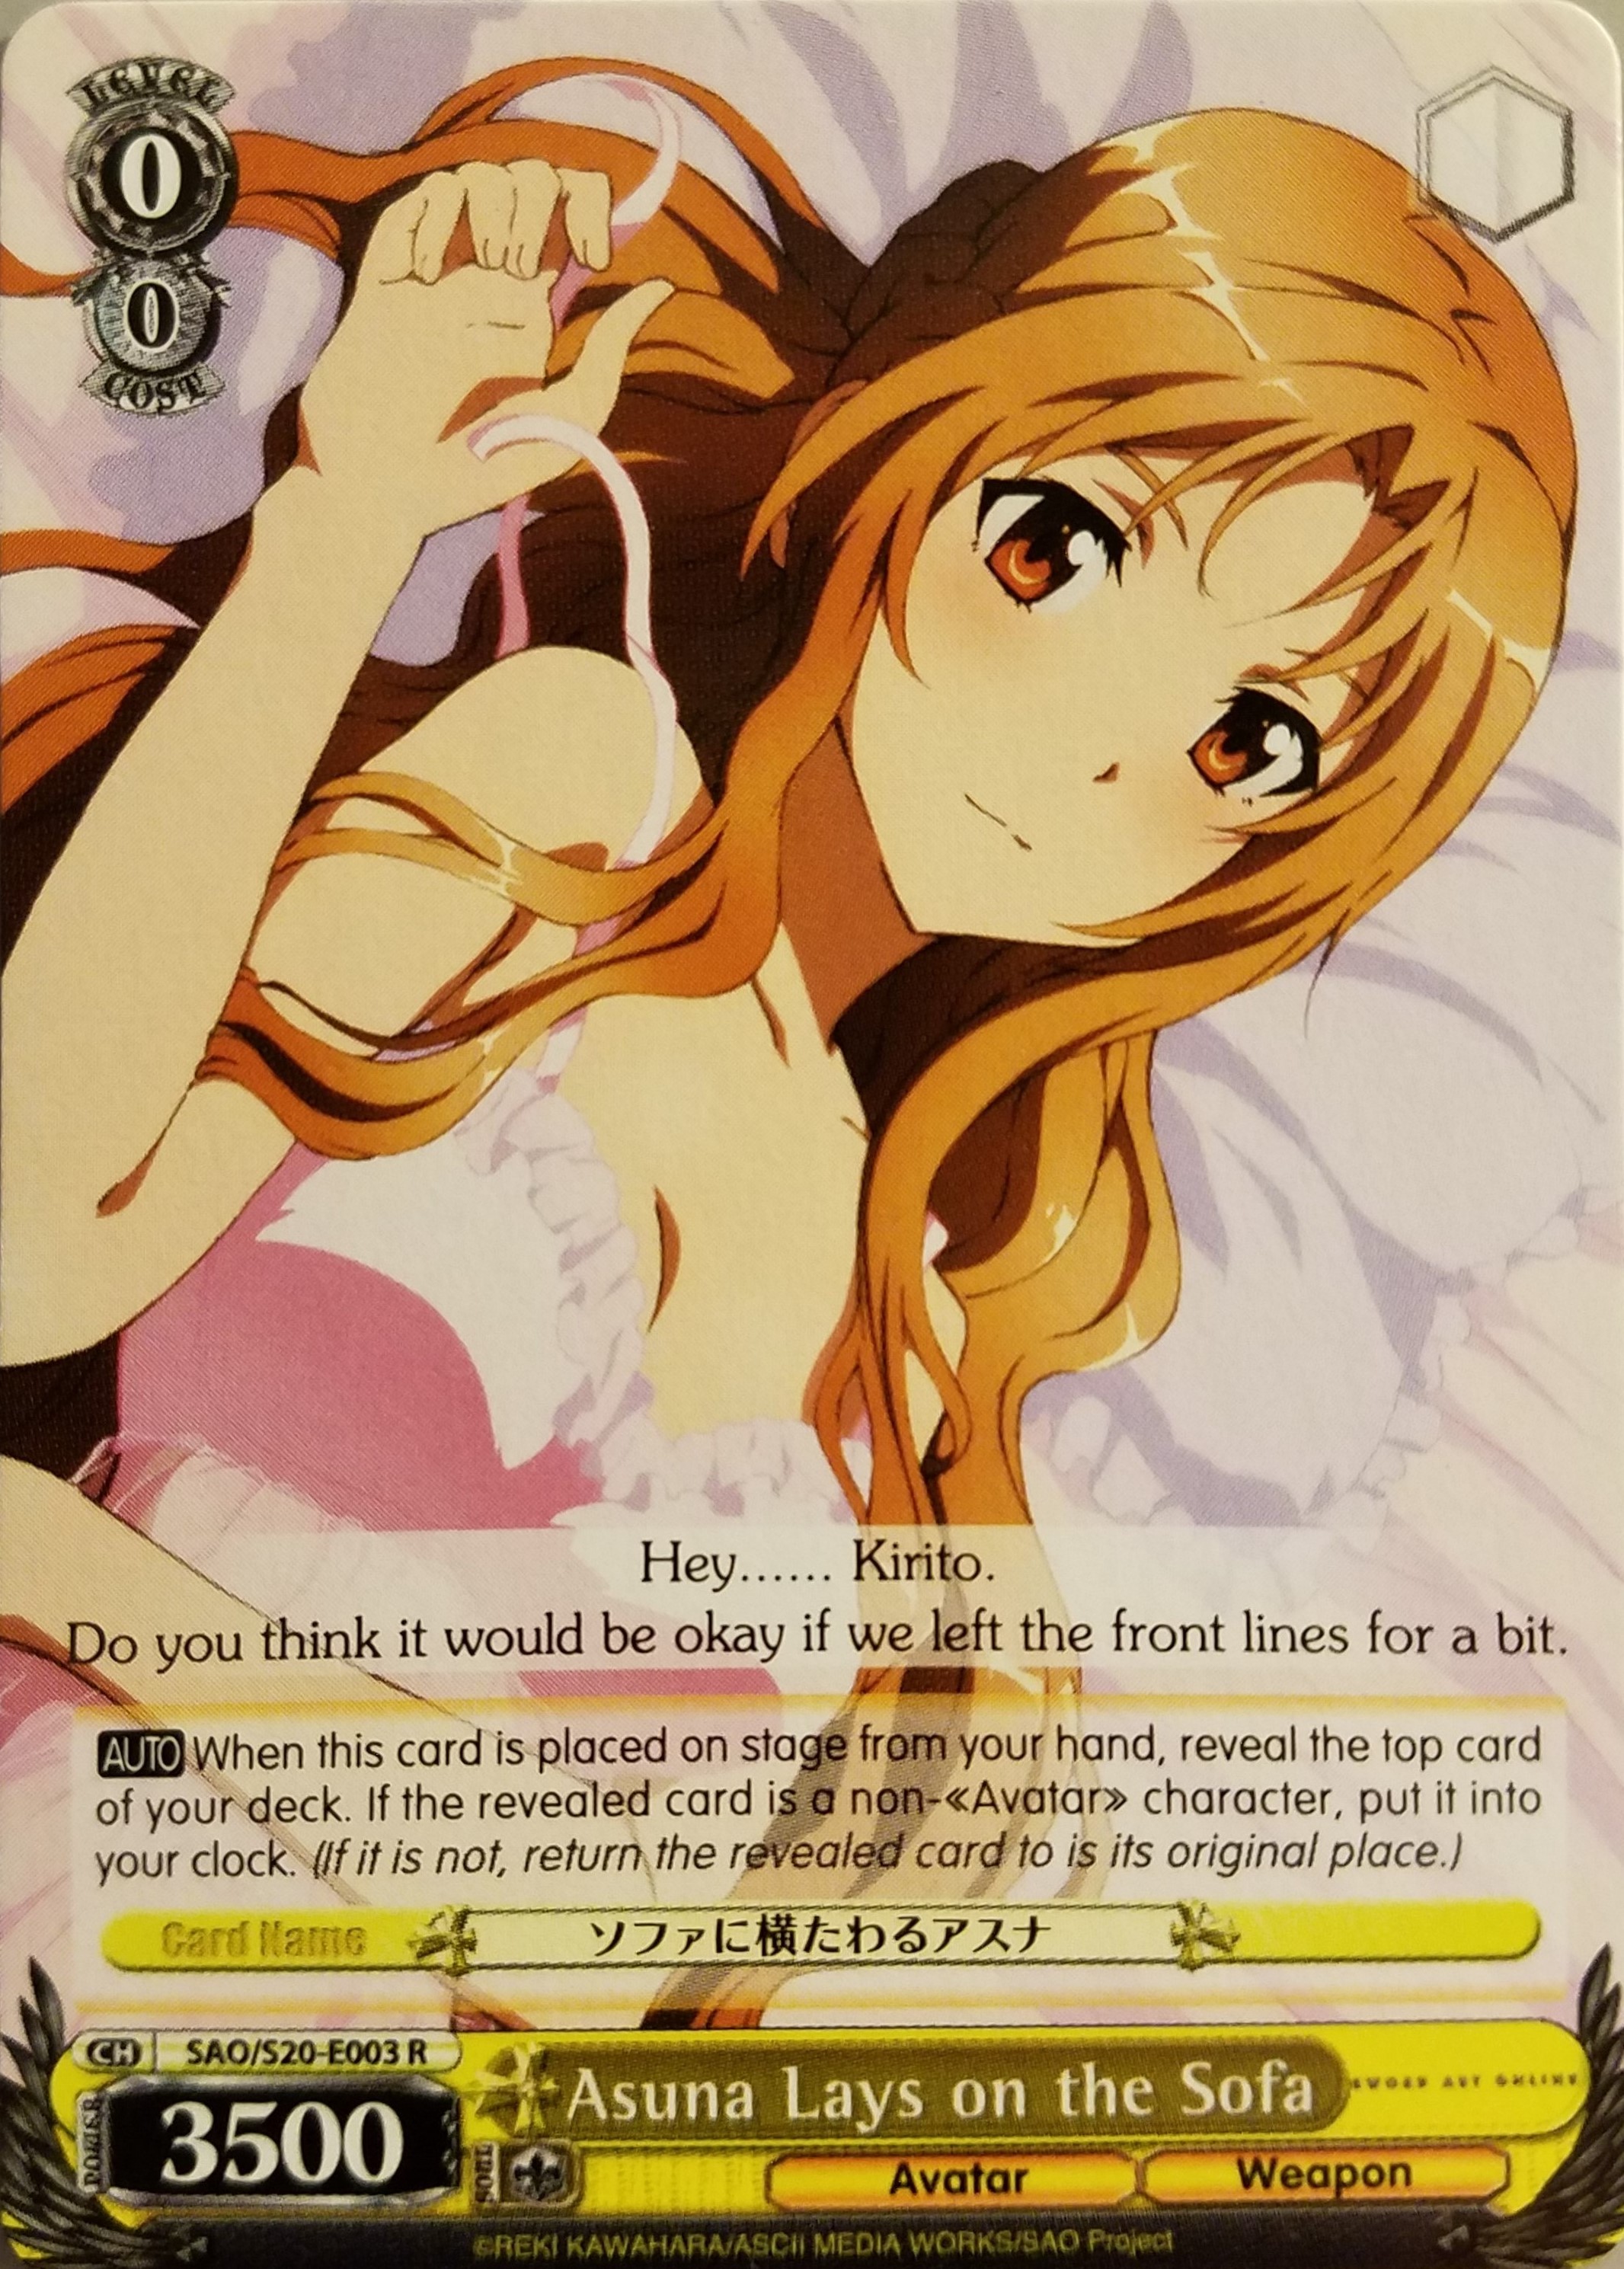 LEVEL
0
0
COST
Hey...... Kirito.
Do you think it would be okay if we left the front lines for a bit.
AUTO When this card is placed on stage from your hand, reveal the top card
of your deck. If the revealed card is a non-«Avatar» character, put it into
your clock. (If it is not, return the revealed card to is its original place.)
Card Name ソファに横たわるアスナ
CH SAO/S20-E003 R
Asuna Lays on the Sofa SWORD ART ONLINE
POWER 3500 SOUL Avatar Weapon
©REKI KAWAHARA/ASCII MEDIA WORKS/SAO Project